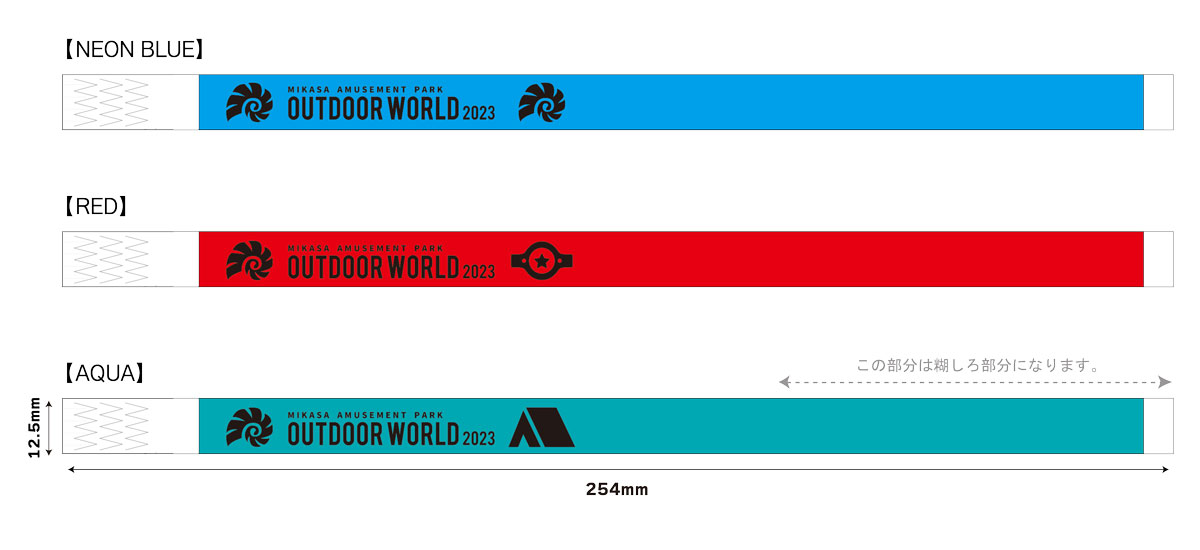 【NEON BLUE】
MIKASA AMUSEMENT PARK
OUTDOOR WORLD 2023
【RED】
MIKASA AMUSEMENT PARK
OUTDOOR WORLD 2023
この部分は糊しろ部分になります。
【AQUA】
MIKASA AMUSEMENT PARK
OUTDOOR WORLD 2023
12.5mm
254mm